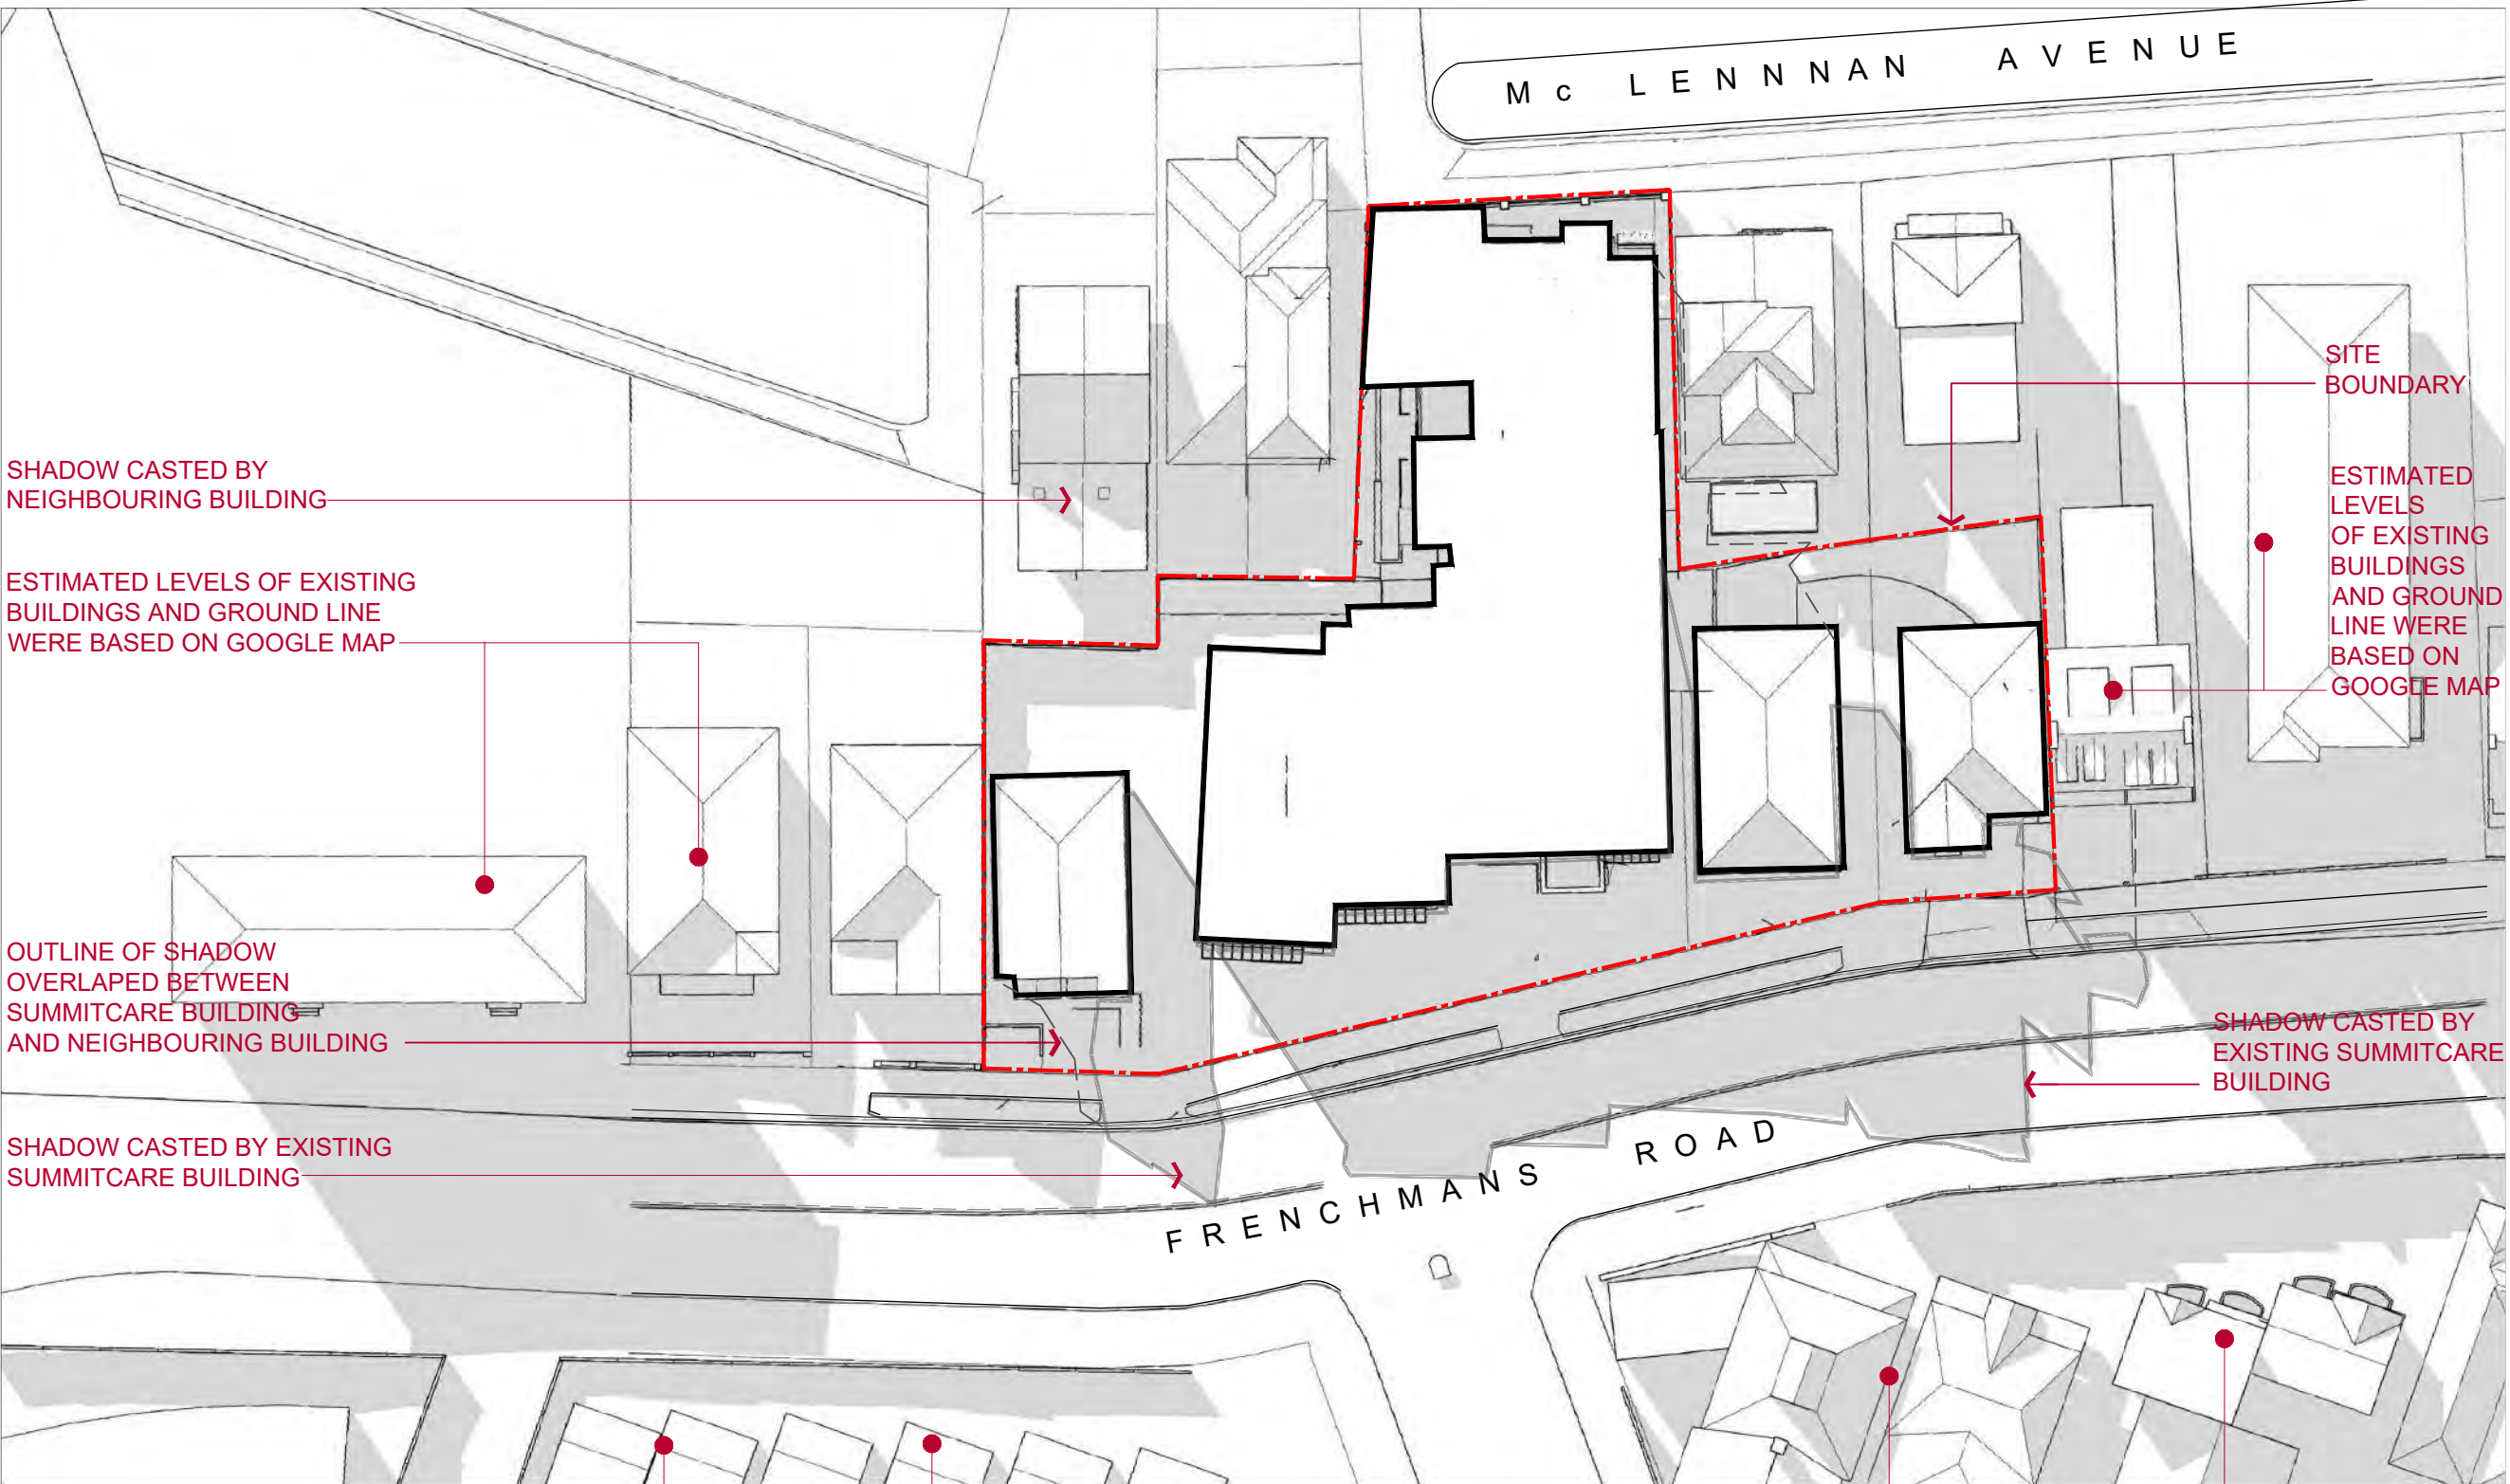 Mc LENNNAN AVENUE
SITE
BOUNDARY
SHADOW CASTED BY
NEIGHBOURING BUILDING
ESTIMATED
LEVELS
OF EXISTING
BUILDINGS
AND GROUND
LINE WERE
BASED ON
GOOGLE MAP
ESTIMATED LEVELS OF EXISTING
BUILDINGS AND GROUND LINE
WERE BASED ON GOOGLE MAP
OUTLINE OF SHADOW
OVERLAPED BETWEEN
SUMMITCARE BUILDING
AND NEIGHBOURING BUILDING
SHADOW CASTED BY
EXISTING SUMMITCARE
BUILDING
SHADOW CASTED BY EXISTING
SUMMITCARE BUILDING
FRENCHMANS ROAD